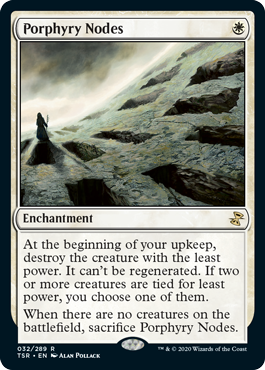 Porphyry Nodes
Enchantment
At the beginning of your upkeep,
destroy the creature with the least
power. It can't be regenerated. If two
or more creatures are tied for least
power, you choose one of them.
When there are no creatures on the
battlefield, sacrifice Porphyry Nodes.
032/289 R
TSR • EN Alan Pollack
™ & © 2020 Wizards of the Coast